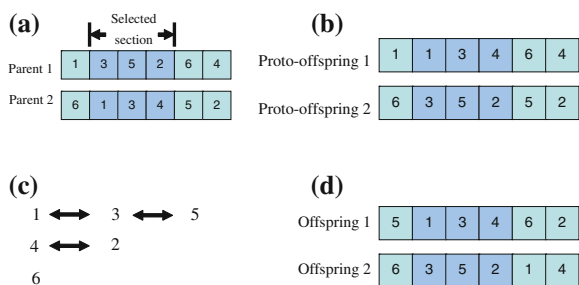 (a)
Selected
section
Parent 1 1 3 5 2 6 4
Parent 2 6 1 3 4 5 2
(b)
Proto-offspring 1 1 1 3 4 6 4
Proto-offspring 2 6 3 5 2 5 2
(c)
1 3 5
4 2
6
(d)
Offspring 1 5 1 3 4 6 2
Offspring 2 6 3 5 2 1 4